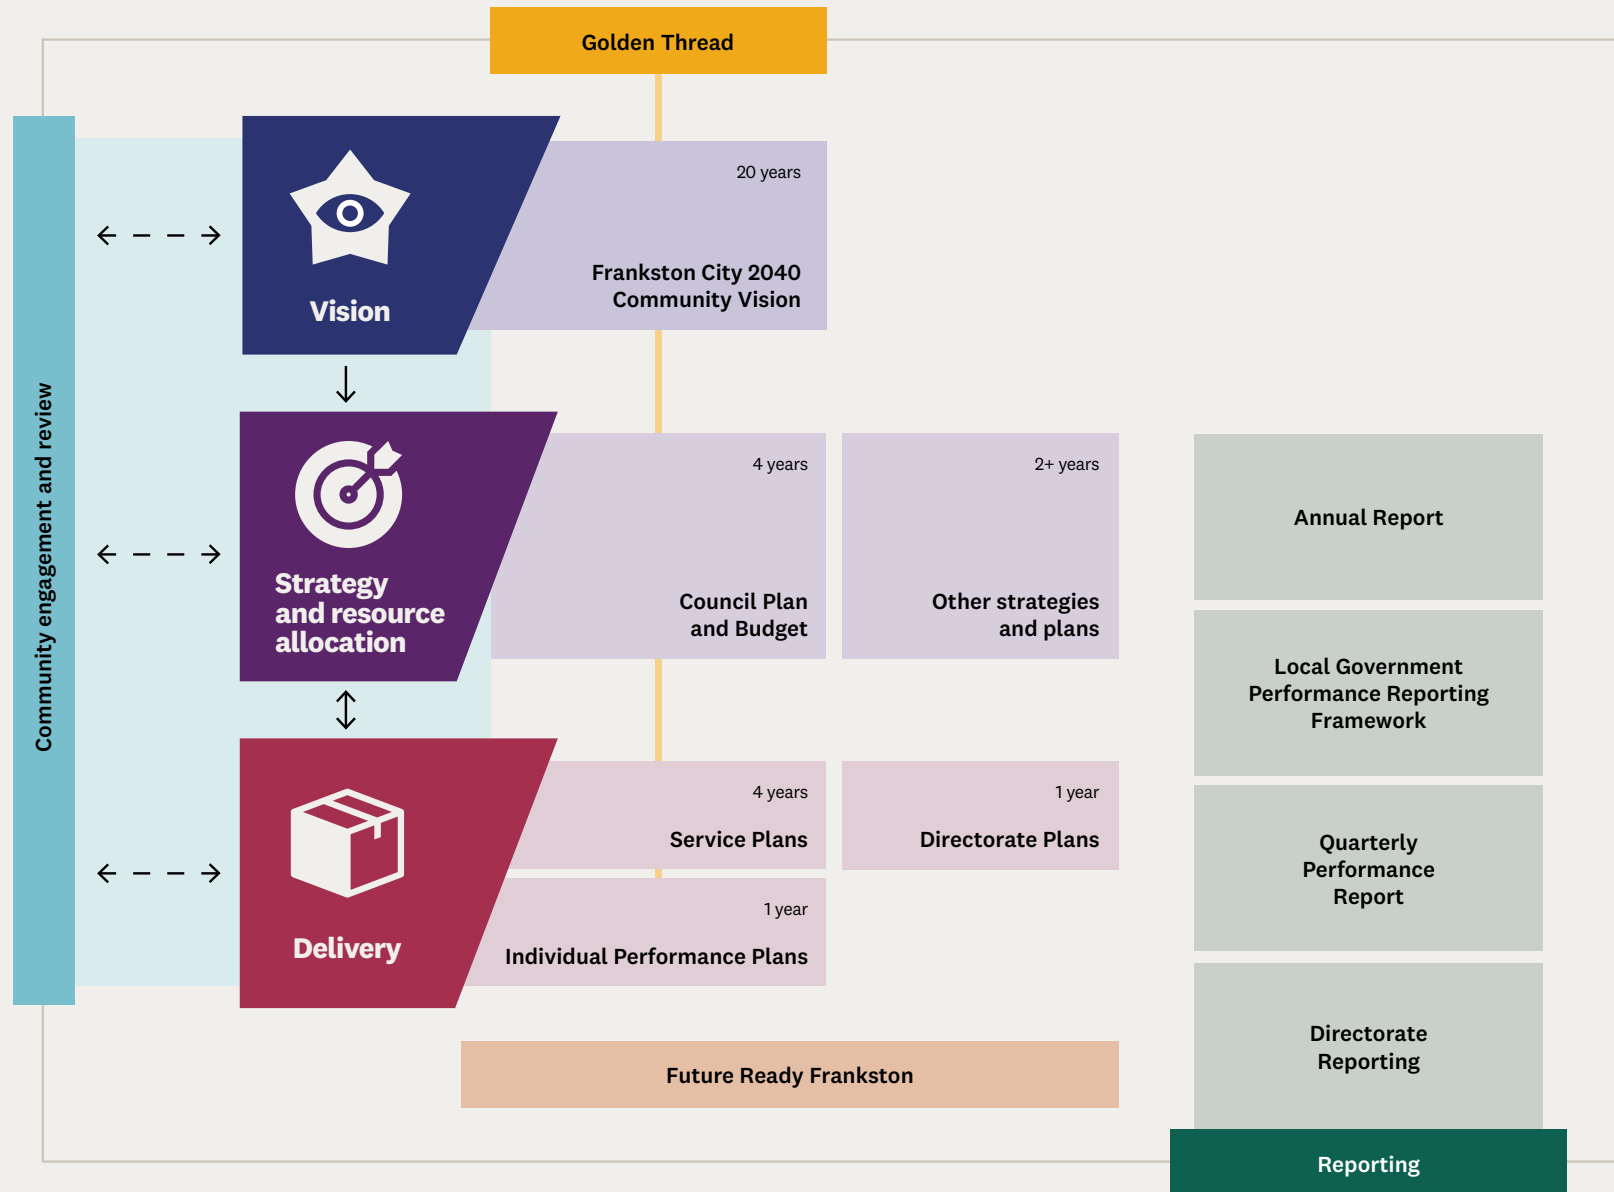 Golden Thread
Community engagement and review
Vision
20 years
Frankston City 2040
Community Vision
Strategy
and resource
allocation
4 years
Council Plan
and Budget
2+ years
Other strategies
and plans
Delivery
4 years
Service Plans
1 year
Directorate Plans
1 year
Individual Performance Plans
Future Ready Frankston
Annual Report
Local Government
Performance Reporting
Framework
Quarterly
Performance
Report
Directorate
Reporting
Reporting